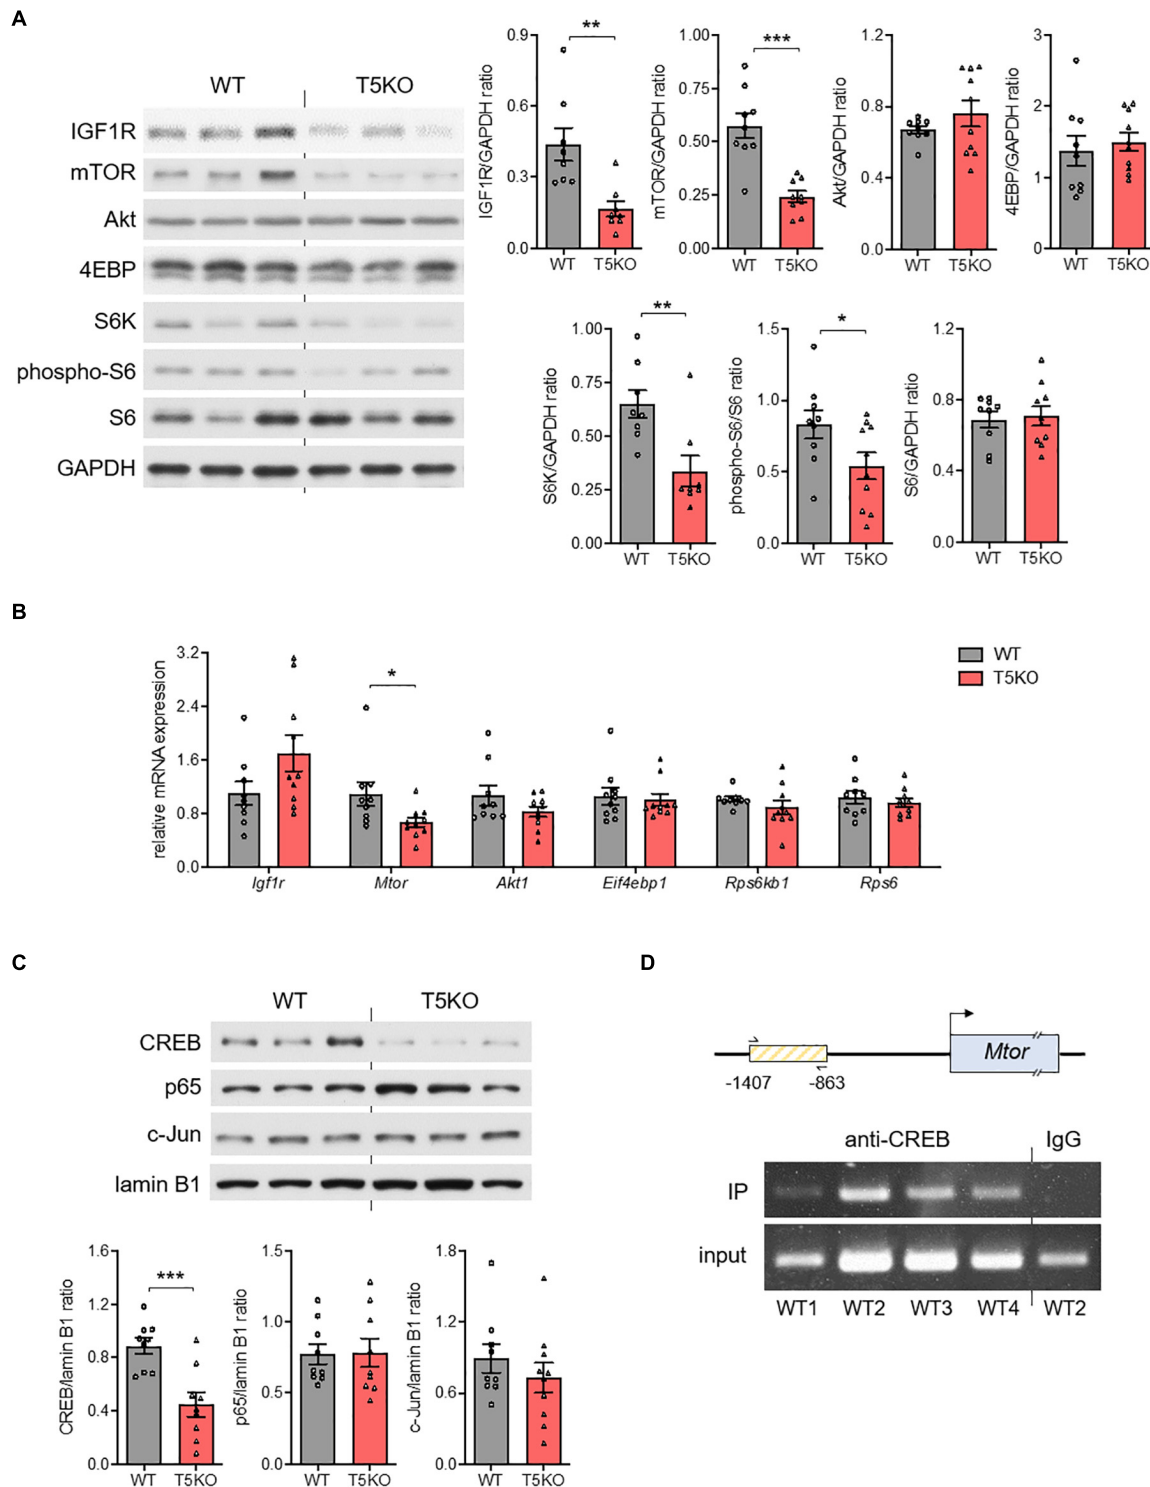 A
WT T5KO
IGF1R
mTOR
Akt
4EBP
S6K
phospho-S6
S6
GAPDH
IGF1R/GAPDH ratio
0.9
0.6
0.3
0.0
**
WT T5KO
mTOR/GAPDH ratio
1.00
0.75
0.50
0.25
0.00
***
WT T5KO
Akt/GAPDH ratio
1.2
0.8
0.4
0.0
WT T5KO
4EBP/GAPDH ratio
3
2
1
0
WT T5KO
S6K/GAPDH ratio
1.00
0.75
0.50
0.25
0.00
**
WT T5KO
phospho-S6/S6 ratio
1.5
1.0
0.5
0.0
*
WT T5KO
S6/GAPDH ratio
1.2
0.8
0.4
0.0
WT T5KO
B
relative mRNA expression
3.2
2.4
1.6
0.8
0.0
*
Igf1r Mtor Akt1 Eif4ebp1 Rps6kb1 Rps6
WT
T5KO
C
WT T5KO
CREB
p65
c-Jun
lamin B1
CREB/lamin B1 ratio
1.6
1.2
0.8
0.4
0.0
***
WT T5KO
p65/lamin B1 ratio
1.5
1.0
0.5
0.0
WT T5KO
c-Jun/lamin B1 ratio
1.8
1.2
0.6
0.0
WT T5KO
D
Mtor
-1407 -863
anti-CREB IgG
IP
input
WT1 WT2 WT3 WT4 WT2